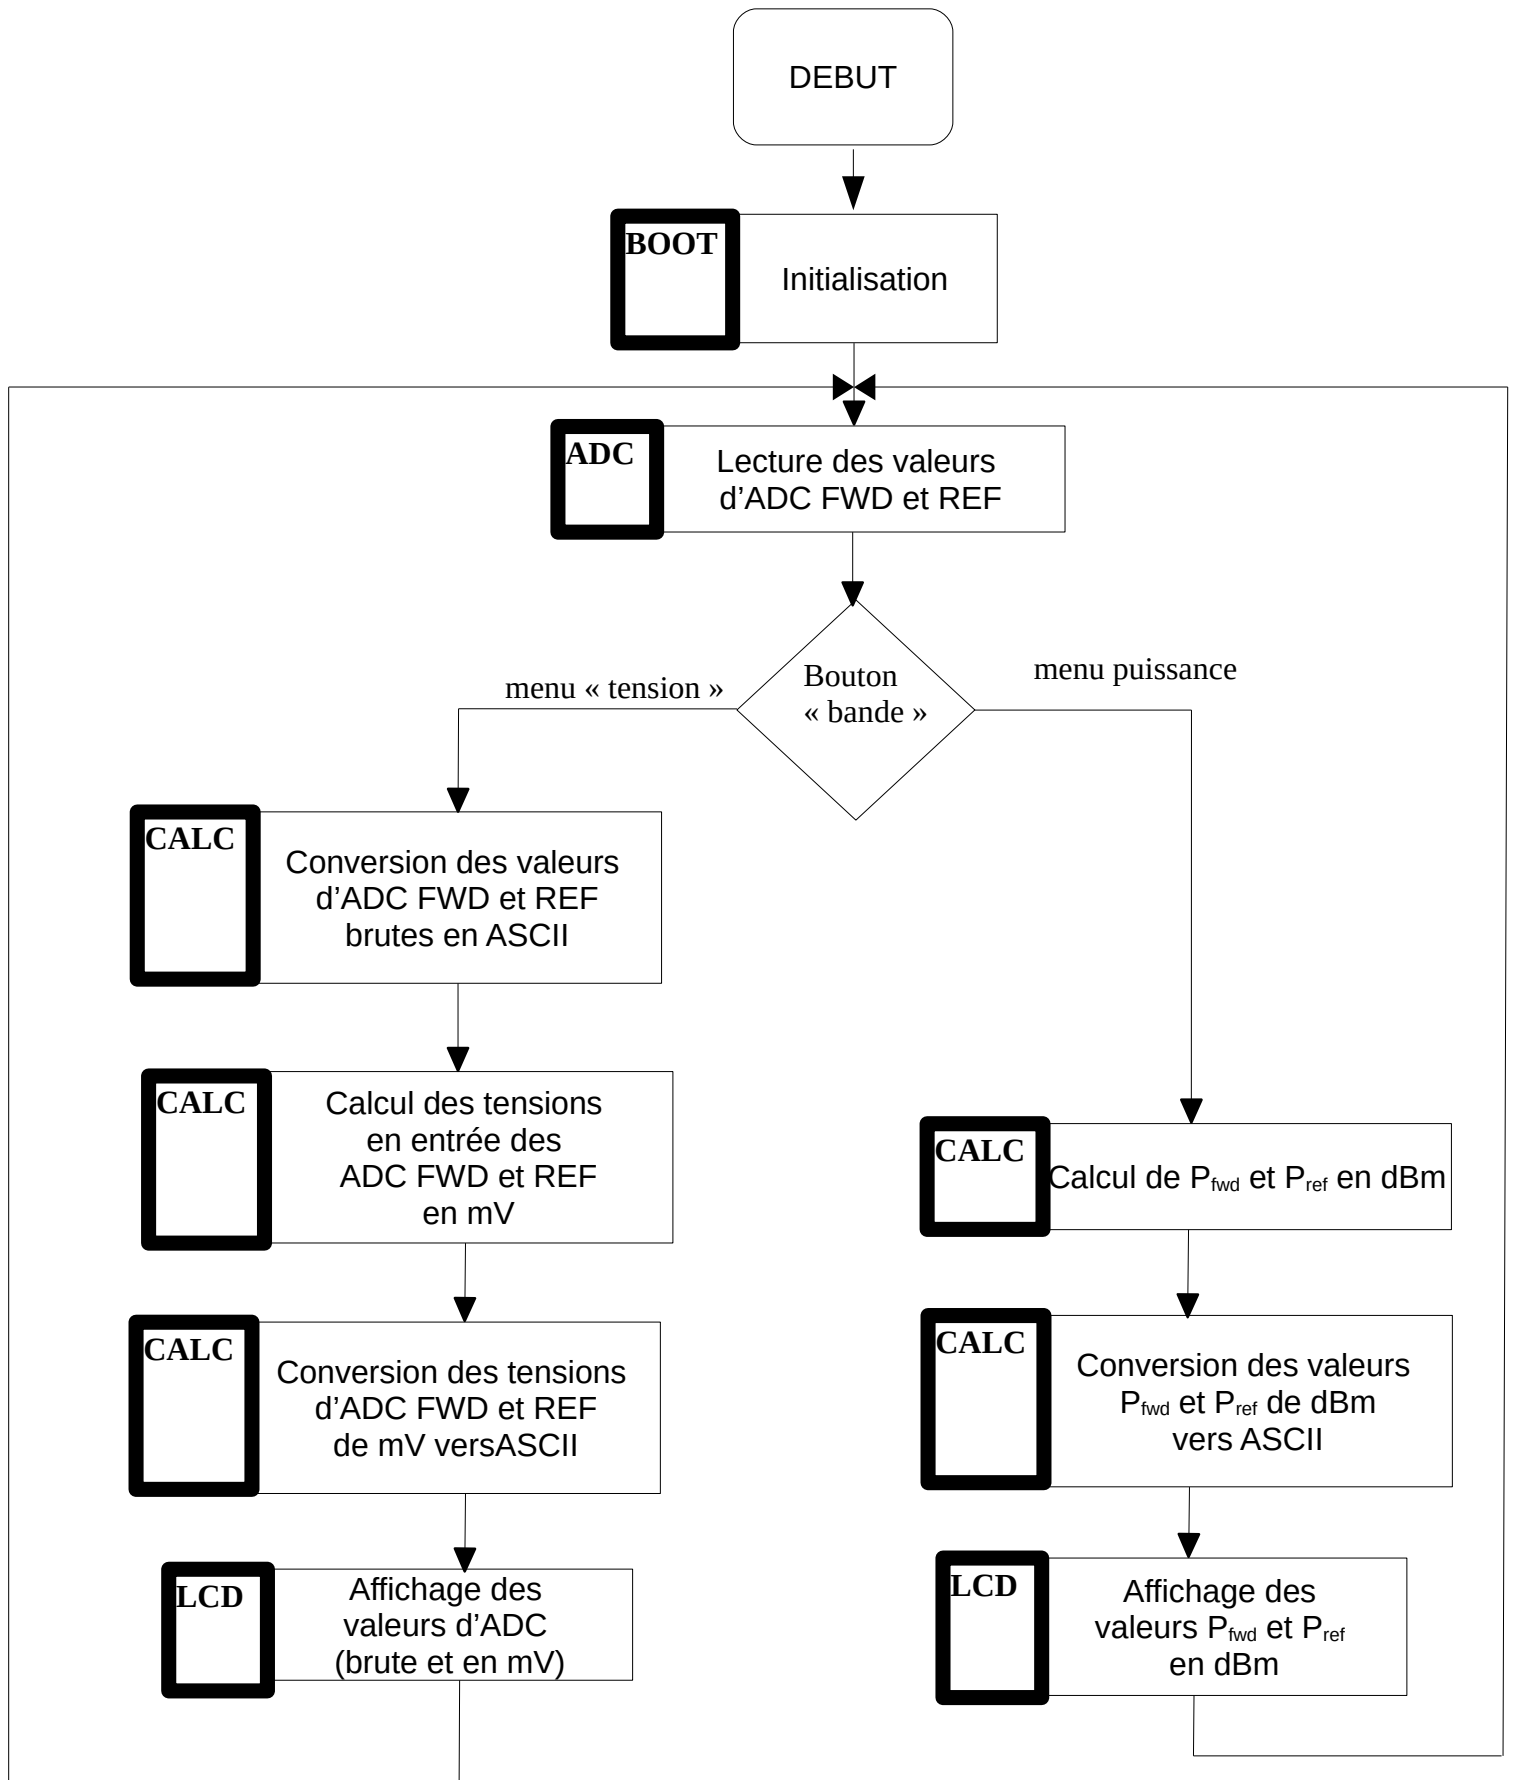 DEBUT
BOOT
Initialisation
ADC
Lecture des valeurs
d’ADC FWD et REF
Bouton
« bande »
menu « tension »
menu puissance
CALC
Conversion des valeurs
d’ADC FWD et REF
brutes en ASCII
CALC
Calcul des tensions
en entrée des
ADC FWD et REF
en mV
CALC
Conversion des tensions
d’ADC FWD et REF
de mV versASCII
LCD
Affichage des
valeurs d’ADC
(brute et en mV)
CALC
Calcul de Pfwd et Pref en dBm
CALC
Conversion des valeurs
Pfwd et Pref de dBm
vers ASCII
LCD
Affichage des
valeurs Pfwd et Pref
en dBm